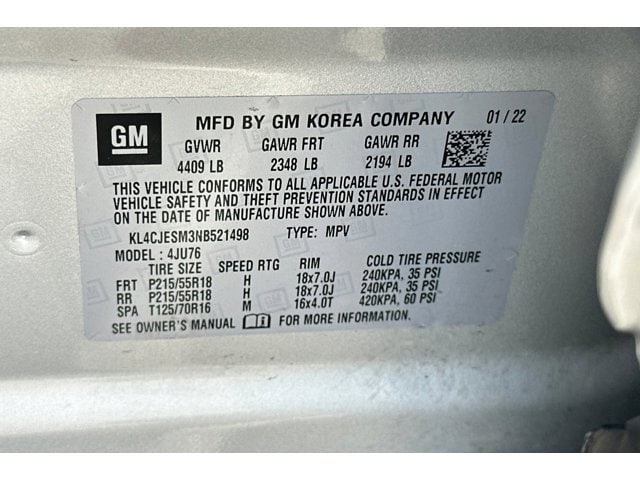 GM MFD BY GM KOREA COMPANY 01/22
GVWR GAWR FRT GAWR RR
4409 LB 2348 LB 2194 LB
THIS VEHICLE CONFORMS TO ALL APPLICABLE U.S. FEDERAL MOTOR
VEHICLE SAFETY AND THEFT PREVENTION STANDARDS IN EFFECT ON
THE DATE OF MANUFACTURE SHOWN ABOVE.
KL4CJESM3NB521498 TYPE: MPV
MODEL : 4JU76
TIRE SIZE SPEED RTG RIM COLD TIRE PRESSURE
FRT P215/55R18 H 18x7.0J 240KPA, 35 PSI
RR P215/55R18 H 18x7.0J 240KPA, 35 PSI
SPA T125/70R16 M 16x4.0T 420KPA, 60 PSI
SEE OWNER'S MANUAL FOR MORE INFORMATION.